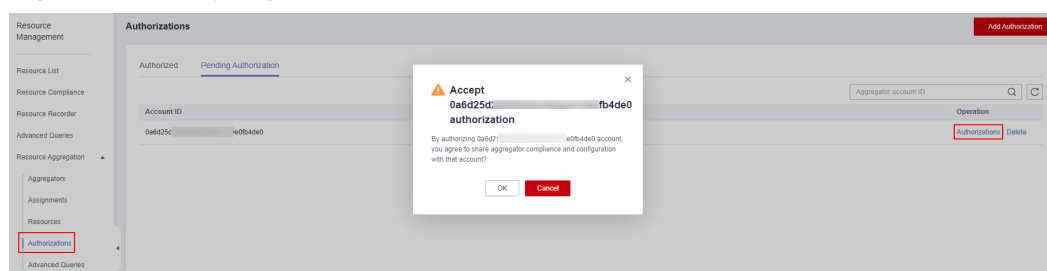 Resource
Management
Authorizations
Add Authorization
Authorized Pending Authorization
Resource List
Resource Compliance
Resource Recorder
Advanced Queries
Resource Aggregation
Aggregators
Assignments
Resources
Authorizations
Advanced Queries
Aggregator account ID
Account ID Operation
0a6d25c e0fb4de0 Authorizations Delete
Accept
0a6d25d2 fb4de0
authorization
By authorizing 0a6d25 e0fb4de0 account,
you agree to share aggregator compliance and configuration
with that account?
OK Cancel